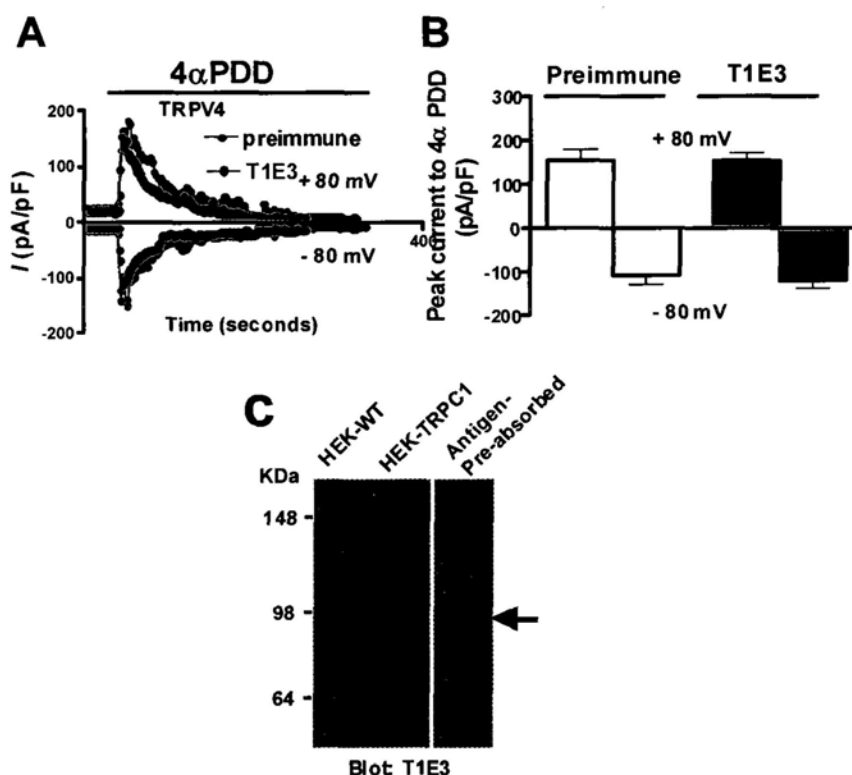 A
4αPDD
TRPV4
preimmune
T1E3
+ 80 mV
- 80 mV
200
100
0
-100
-200
400
I (pA/pF)
Time (seconds)
B
Preimmune
T1E3
300
200
100
0
-100
-200
+ 80 mV
- 80 mV
Peak current to 4α PDD
(pA/pF)
C
HEK-WT
HEK-TRPC1
Antigen-
Pre-absorbed
KDa
148
98
64
Blot: T1E3